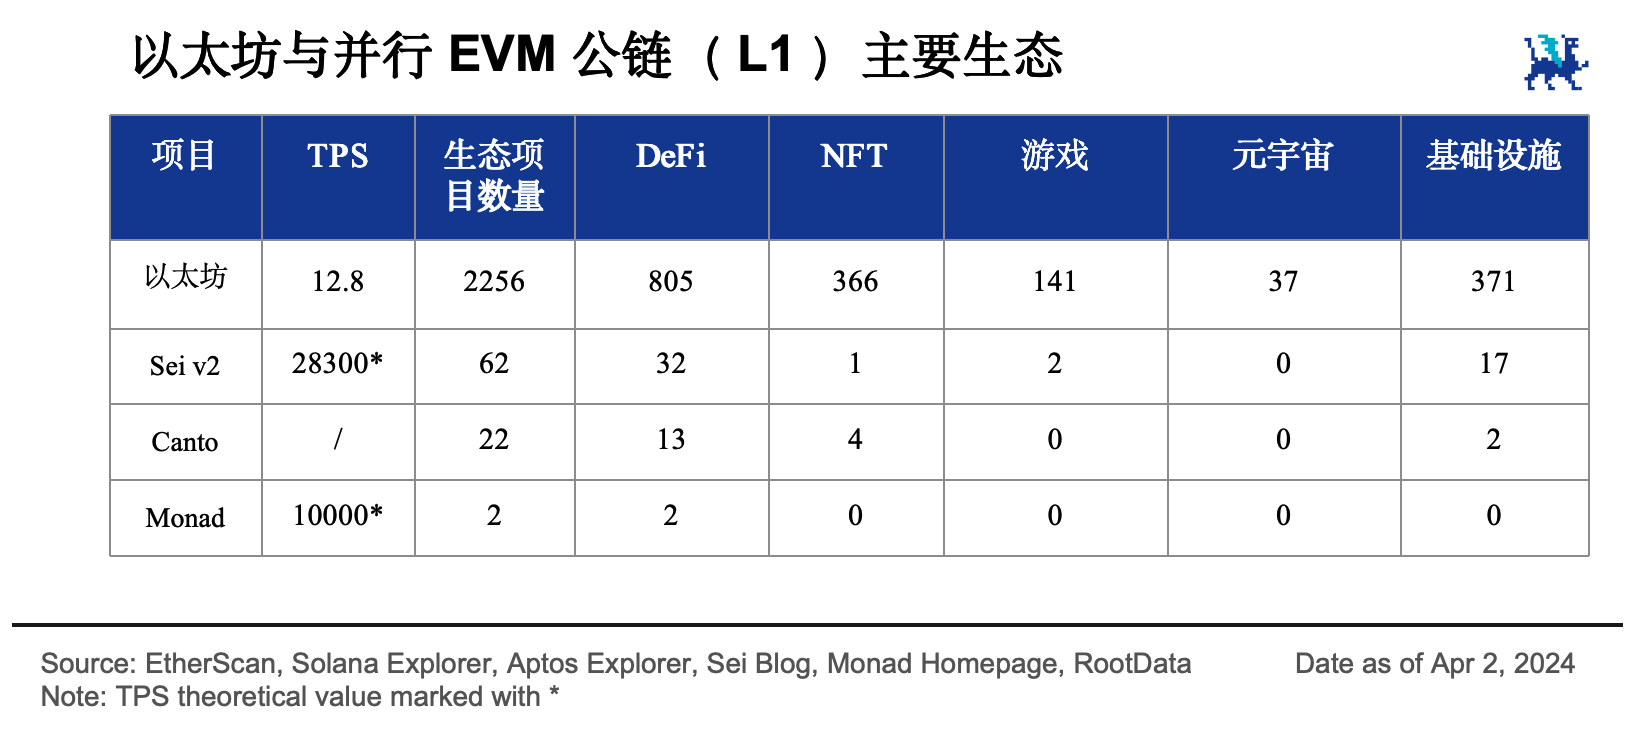 以太坊与并行 EVM 公链（L1）主要生态
项目 TPS 生态项目数量 DeFi NFT 游戏 元宇宙 基础设施
以太坊 12.8 2256 805 366 141 37 371
Sei v2 28300* 62 32 1 2 0 17
Canto / 22 13 4 0 0 2
Monad 10000* 2 2 0 0 0 0
Source: EtherScan, Solana Explorer, Aptos Explorer, Sei Blog, Monad Homepage, RootData Date as of Apr 2, 2024
Note: TPS theoretical value marked with *